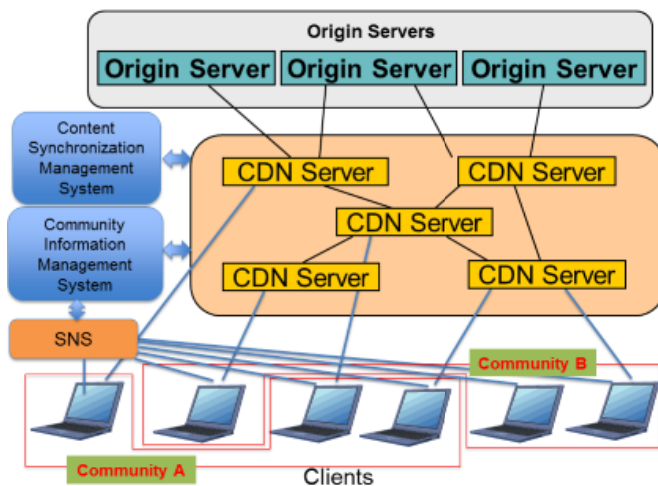 Origin Servers
Origin Server
Origin Server
Origin Server
Content
Synchronization
Management
System
CDN Server
CDN Server
Community
Information
Management
System
CDN Server
CDN Server
CDN Server
SNS
Community B
Community A
Clients